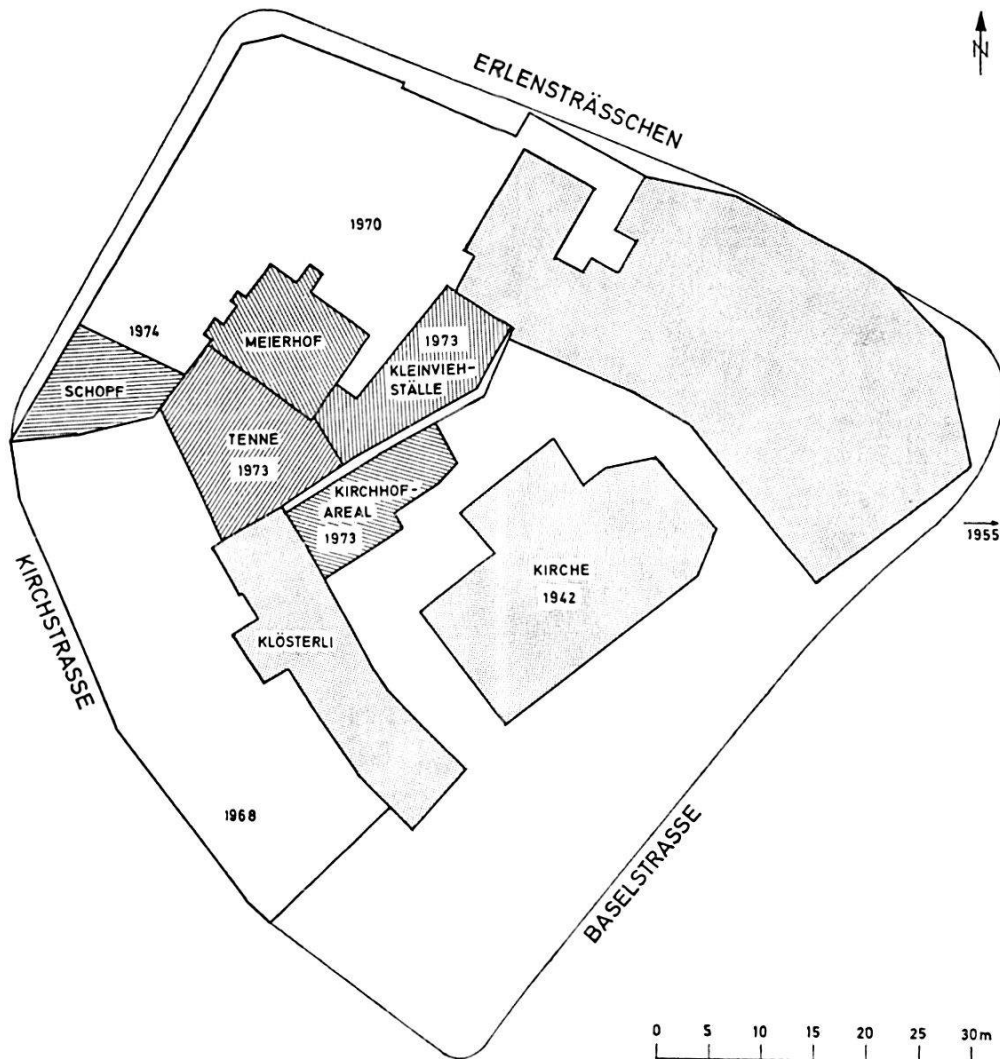 N
ERLENSTRÄSSCHEN
1970
1974
MEIERHOF
1973
KLEINVIEH-
STÄLLE
SCHOPF
TENNE
1973
KIRCHHOF-
AREAL
1973
1955
KIRCHE
1942
KIRCHSTRASSE
KLÖSTERLI
1968
BASELSTRASSE
0 5 10 15 20 25 30 m